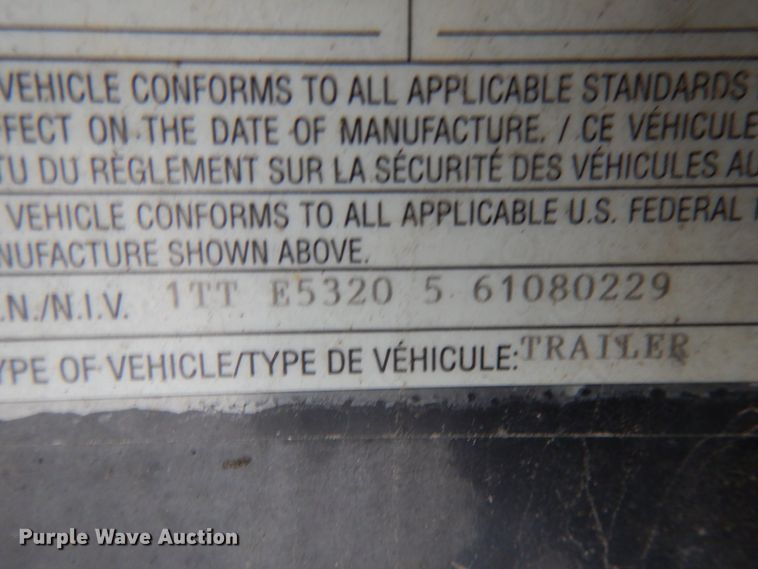 VEHICLE CONFORMS TO ALL APPLICABLE STANDARDS
FFECT ON THE DATE OF MANUFACTURE. / CE VÉHICULE
TU DU RÈGLEMENT SUR LA SÉCURITÉ DES VÉHICULES AU
VEHICLE CONFORMS TO ALL APPLICABLE U.S. FEDERAL
NUFACTURE SHOWN ABOVE.
.N./N.I.V. 1TT E5320 5 61080229
YPE OF VEHICLE/TYPE DE VÉHICULE: TRAILER
Purple Wave Auction